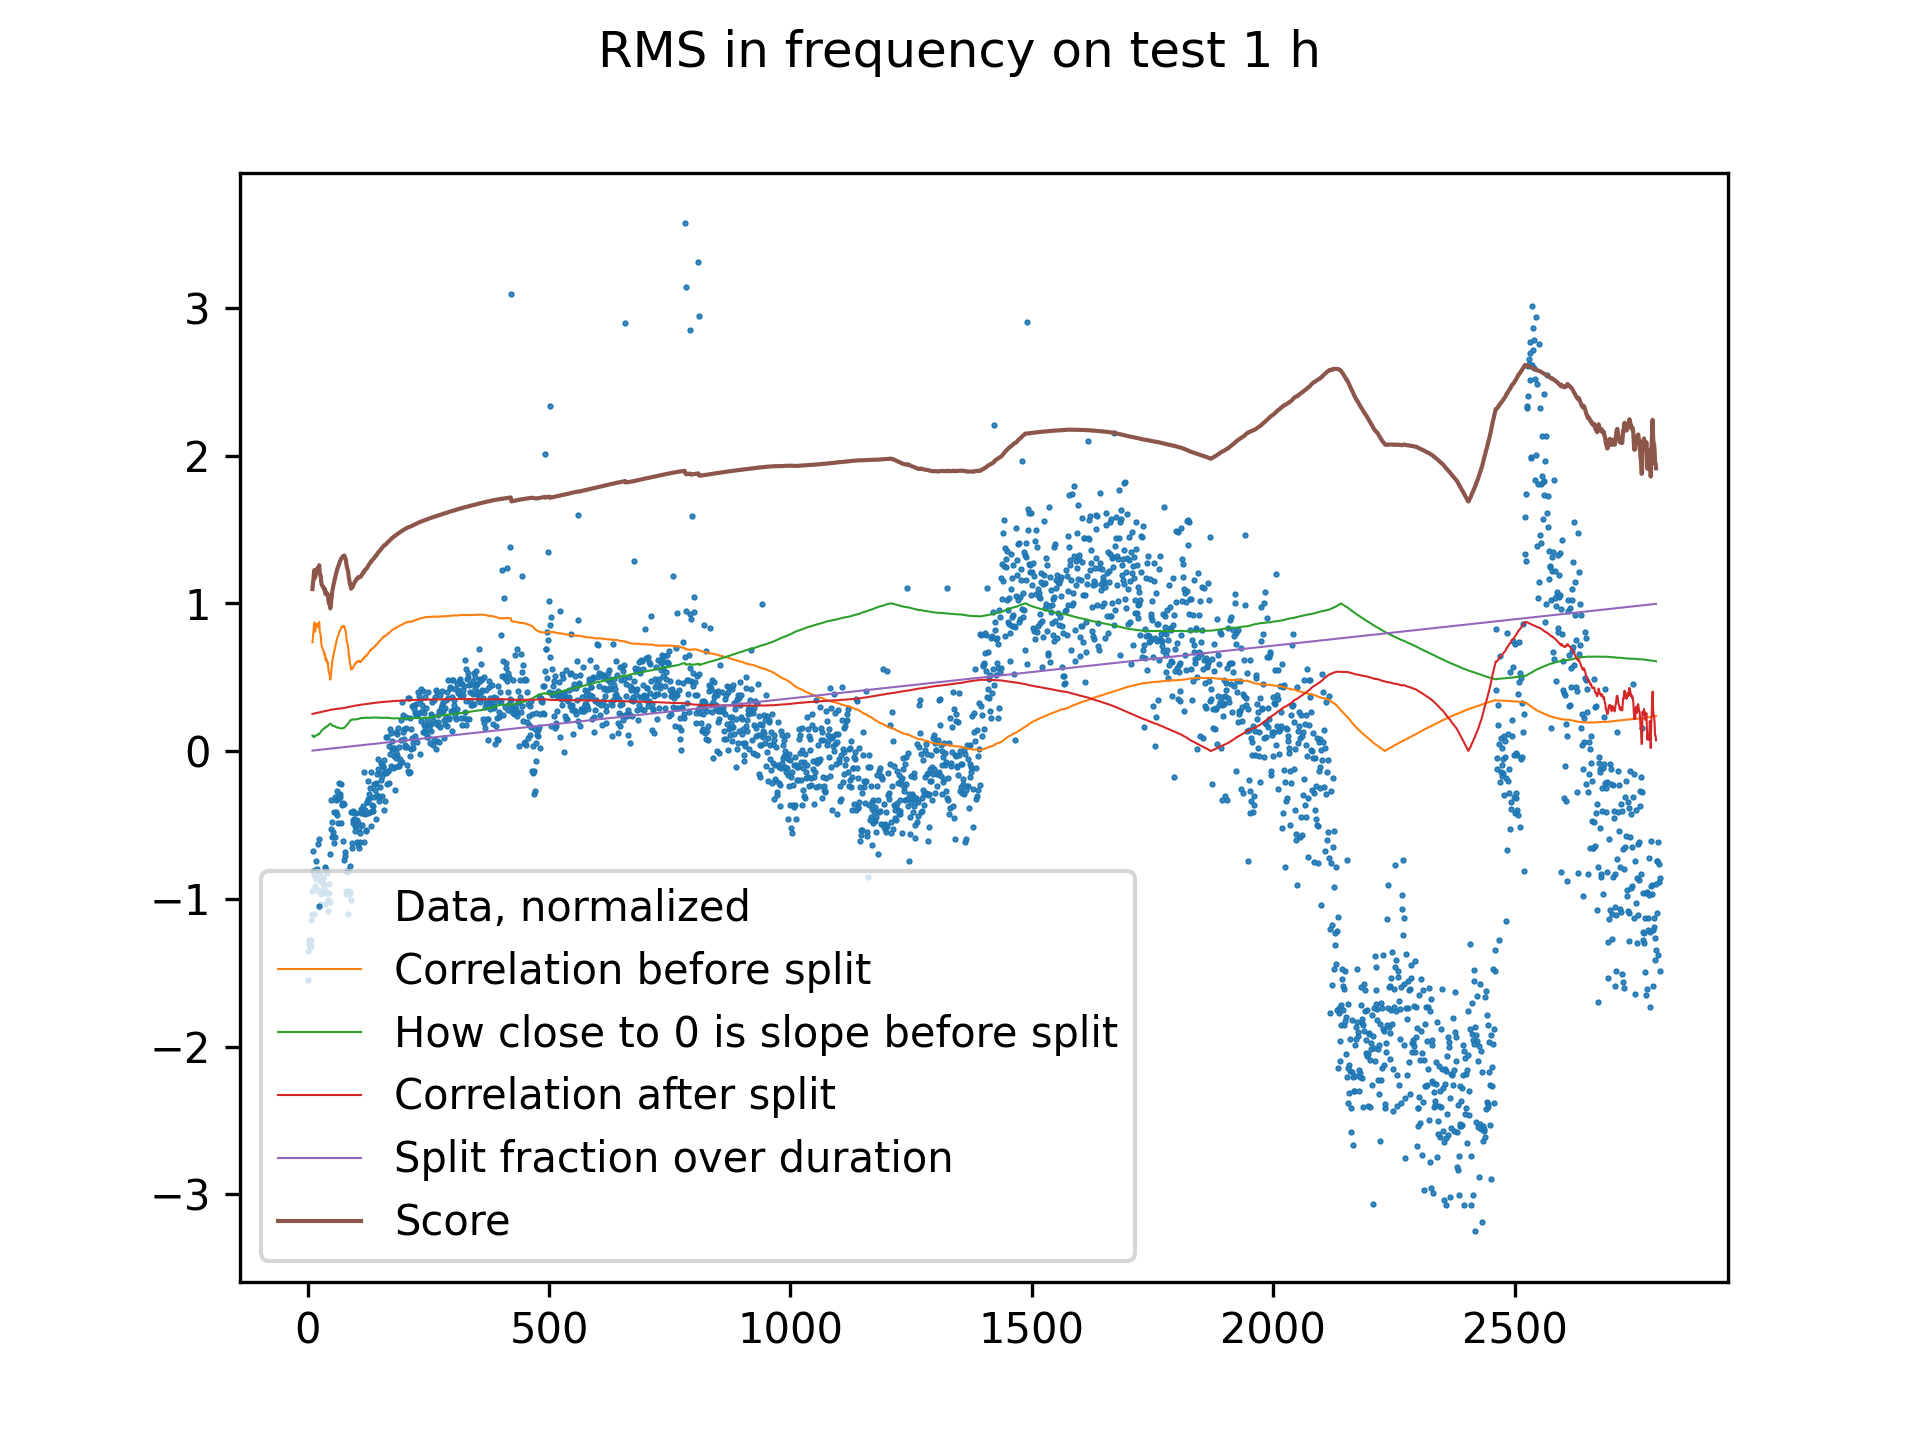 RMS in frequency on test 1 h
3
2
1
0
−1
−2
−3
Data, normalized
Correlation before split
How close to 0 is slope before split
Correlation after split
Split fraction over duration
Score
0 500 1000 1500 2000 2500